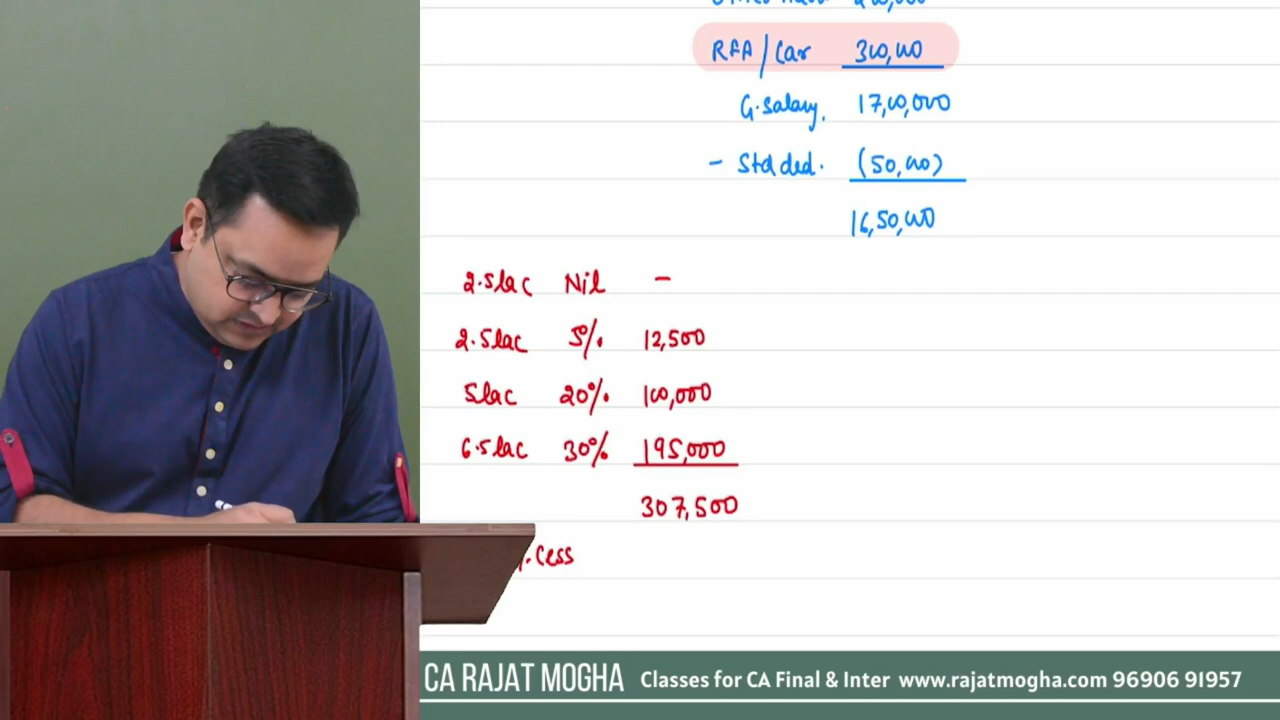 RFA/Car 300,000
G.Salary. 17,00,000
- Std ded. (50,000)
16,50,000
2.5lac Nil -
2.5lac 5% 12,500
5lac 20% 100,000
6.5lac 30% 195,000
307,500
. Cess
CA RAJAT MOGHA Classes for CA Final & Inter www.rajatmogha.com 96906 91957